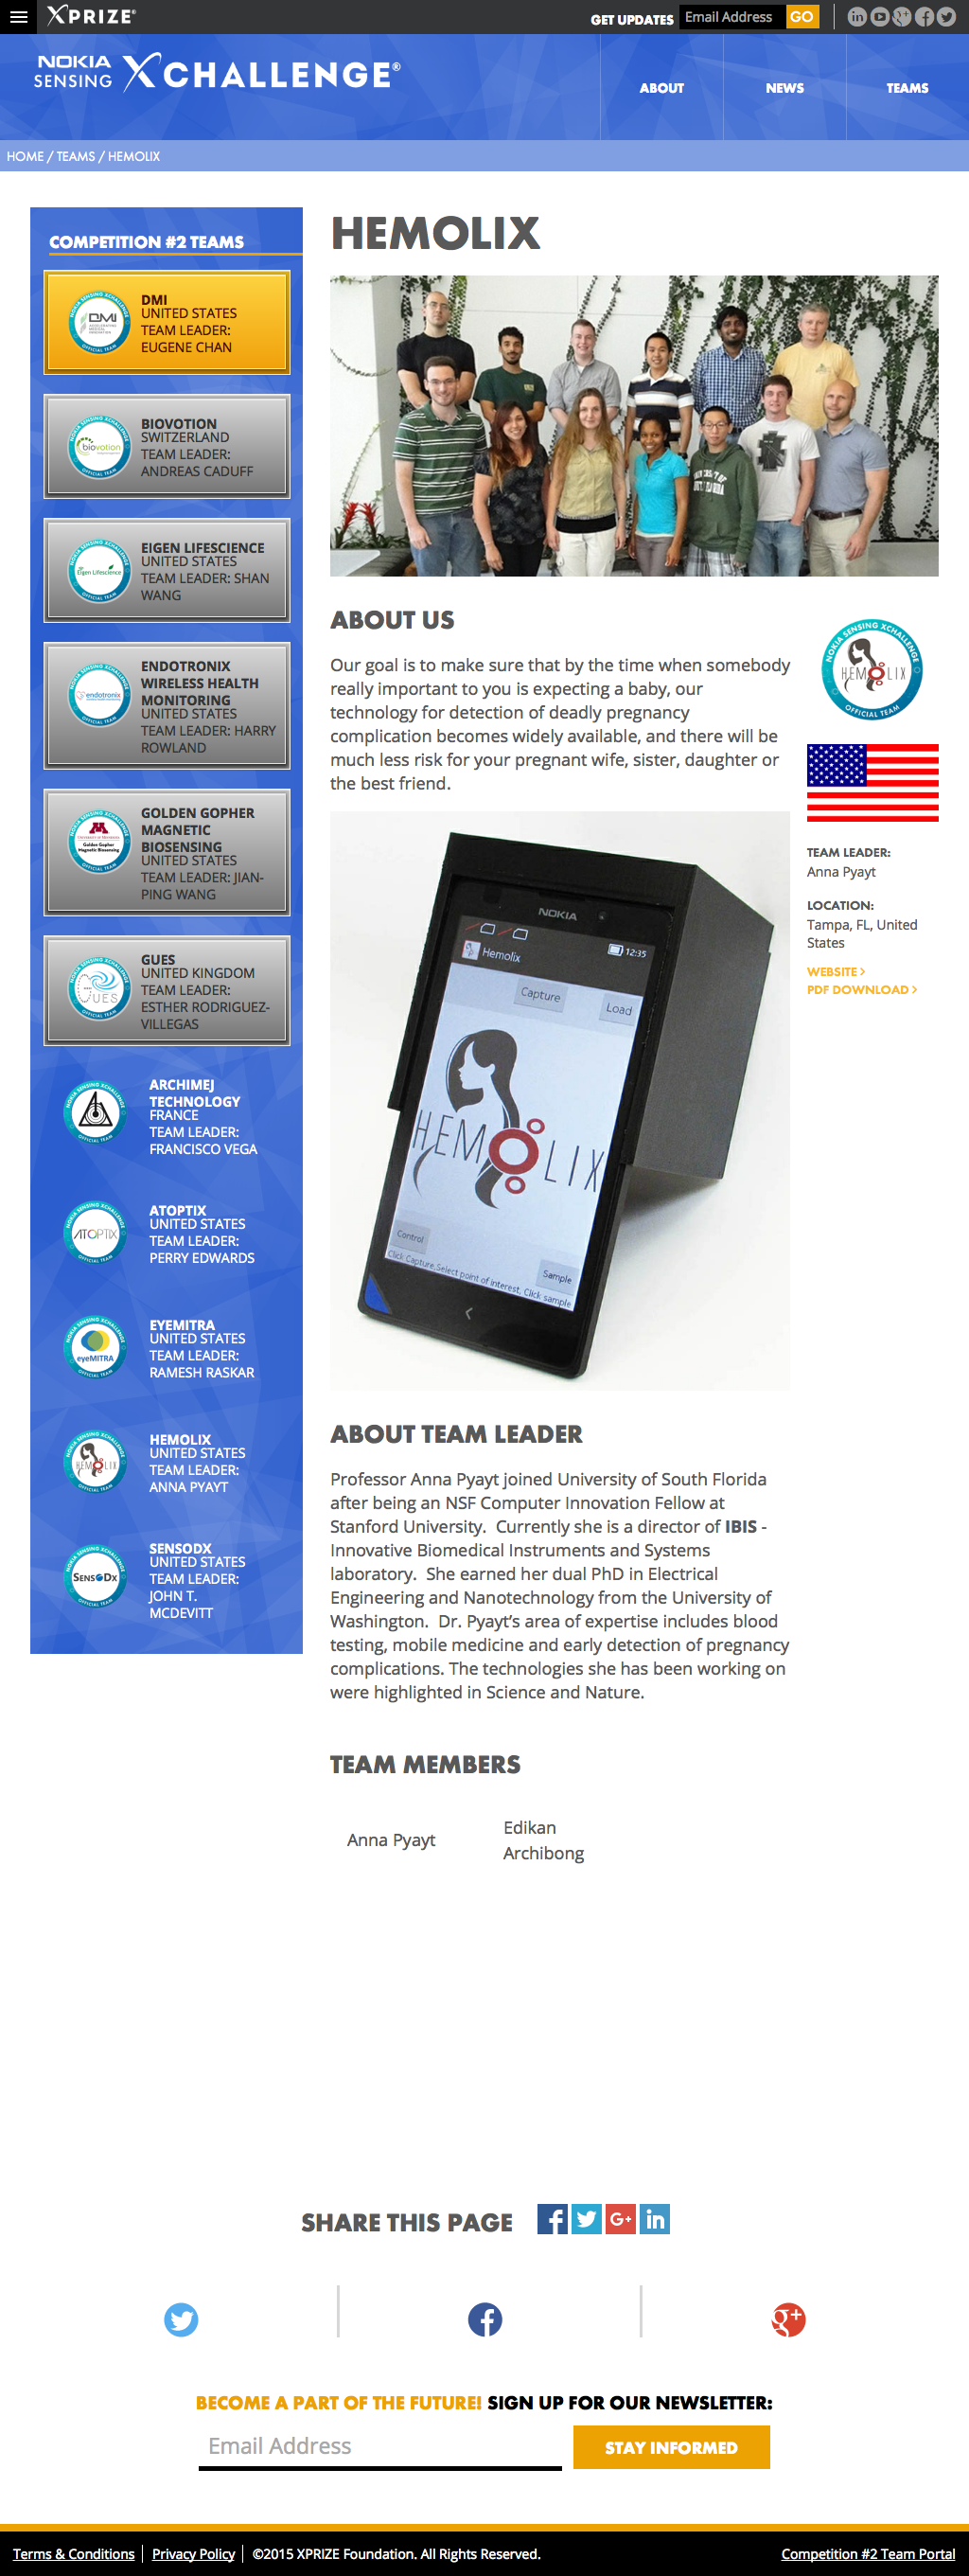 XPRIZE®
GET UPDATES
Email Address
GO
NOKIA
SENSING
XCHALLENGE®
ABOUT
NEWS
TEAMS
HOME / TEAMS / HEMOLIX
COMPETITION #2 TEAMS
DMI
UNITED STATES
TEAM LEADER:
EUGENE CHAN
BIOVOTION
SWITZERLAND
TEAM LEADER:
ANDREAS CADUFF
EIGEN LIFESCIENCE
UNITED STATES
TEAM LEADER: SHAN
WANG
ENDOTRONIX
WIRELESS HEALTH
MONITORING
UNITED STATES
TEAM LEADER: HARRY
ROWLAND
GOLDEN GOPHER
MAGNETIC
BIOSENSING
UNITED STATES
TEAM LEADER: JIAN-
PING WANG
GUES
UNITED KINGDOM
TEAM LEADER:
ESTHER RODRIGUEZ-
VILLEGAS
ARCHIMEJ
TECHNOLOGY
FRANCE
TEAM LEADER:
FRANCISCO VEGA
ATOPTIX
UNITED STATES
TEAM LEADER:
PERRY EDWARDS
EYEMITRA
UNITED STATES
TEAM LEADER:
RAMESH RASKAR
HEMOLIX
UNITED STATES
TEAM LEADER:
ANNA PYAYT
SENSODX
UNITED STATES
TEAM LEADER:
JOHN T.
MCDEVITT
HEMOLIX
ABOUT US
Our goal is to make sure that by the time when somebody
really important to you is expecting a baby, our
technology for detection of deadly pregnancy
complication becomes widely available, and there will be
much less risk for your pregnant wife, sister, daughter or
the best friend.
NOKIA SENSING XCHALLENGE
HEMOLIX
OFFICIAL TEAM
TEAM LEADER:
Anna Pyayt
LOCATION:
Tampa, FL, United
States
WEBSITE >
PDF DOWNLOAD >
NOKIA
12:35
Hemolix
Capture
Load
HEMOLIX
Control
Sample
Click Capture,Select point of interest, Click sample
ABOUT TEAM LEADER
Professor Anna Pyayt joined University of South Florida
after being an NSF Computer Innovation Fellow at
Stanford University.  Currently she is a director of IBIS -
Innovative Biomedical Instruments and Systems
laboratory.  She earned her dual PhD in Electrical
Engineering and Nanotechnology from the University of
Washington.  Dr. Pyayt's area of expertise includes blood
testing, mobile medicine and early detection of pregnancy
complications. The technologies she has been working on
were highlighted in Science and Nature.
TEAM MEMBERS
Anna Pyayt
Edikan
Archibong
SHARE THIS PAGE
BECOME A PART OF THE FUTURE! SIGN UP FOR OUR NEWSLETTER:
Email Address
STAY INFORMED
Terms & Conditions
Privacy Policy
©2015 XPRIZE Foundation. All Rights Reserved.
Competition #2 Team Portal